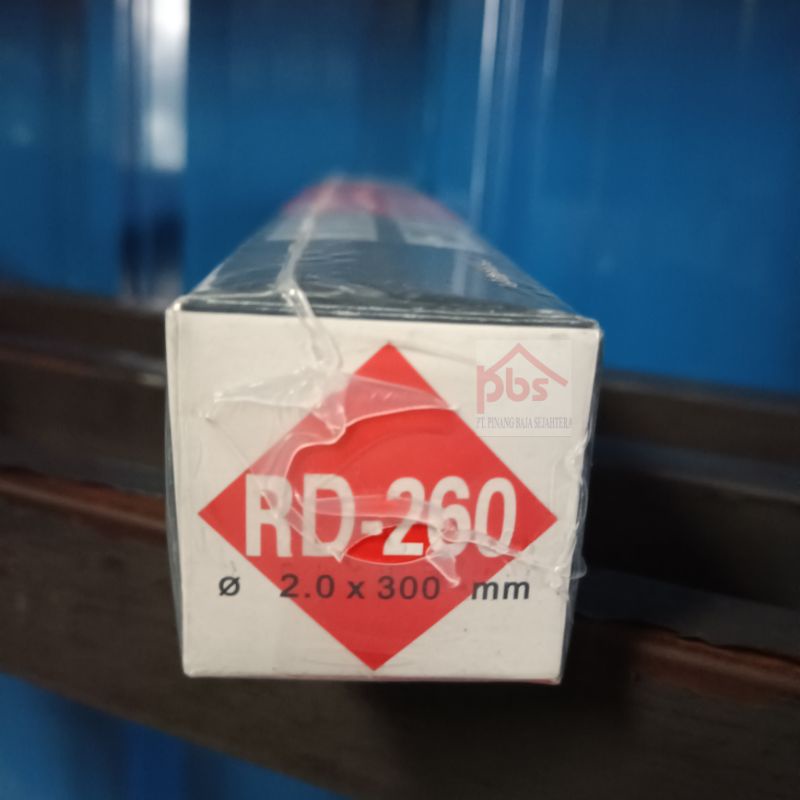 pbs
PT. PINANG BAJA SEJAHTERA
RD-260
ø 2.0 x 300 mm